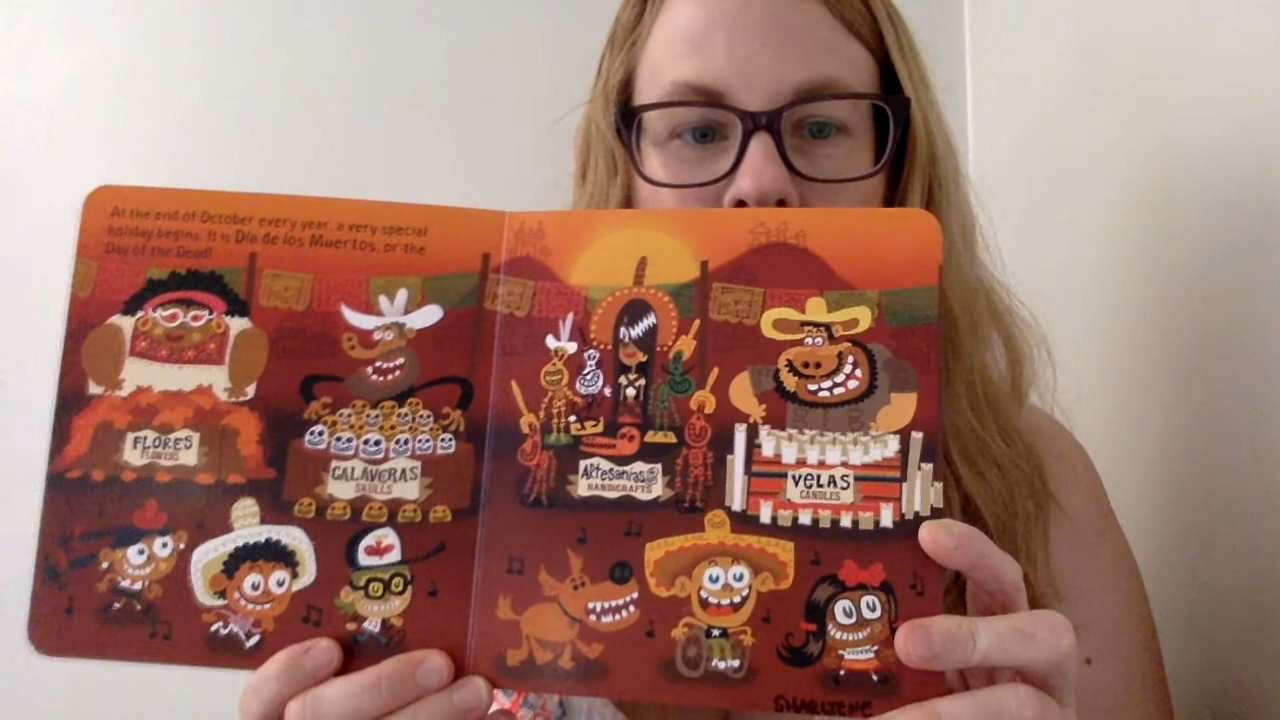 At the end of October every year, a very special
holiday begins. It is Día de los Muertos, or the
Day of the Dead!
FLORES
FLOWERS
CALAVERAS
SKULLS
Artesanías
HANDICRAFTS
VELAS
CANDLES
CHARLIENE